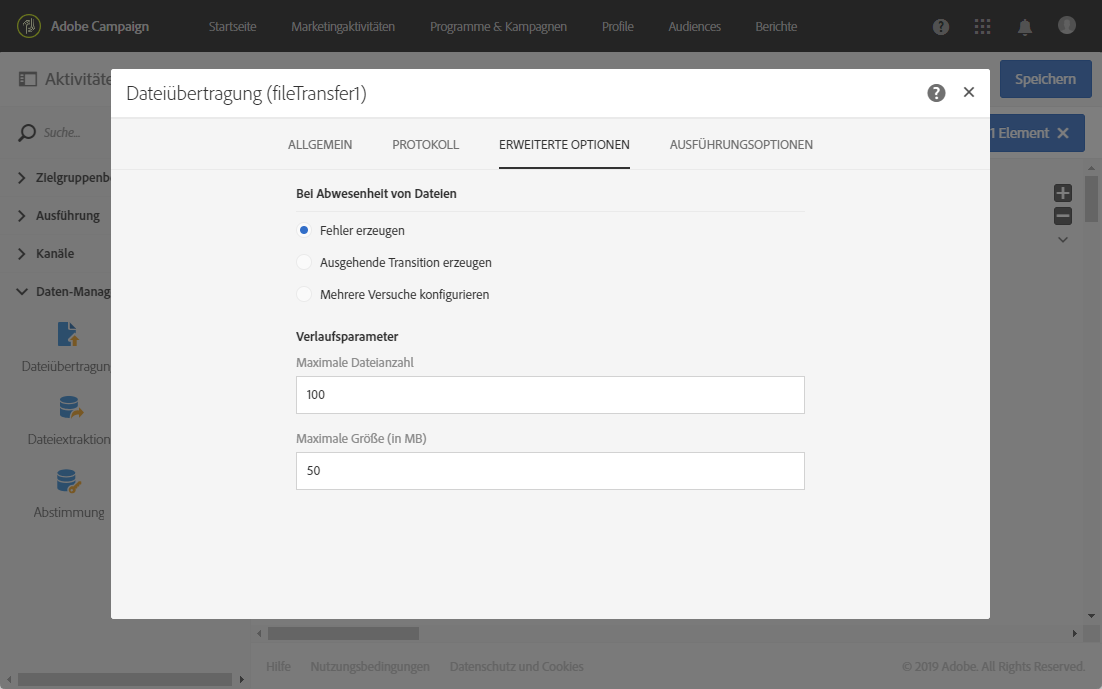 Adobe Campaign
Startseite
Marketingaktivitäten
Programme & Kampagnen
Profile
Audiences
Berichte
Aktivitäte
Speichern
Suche...
1 Element
Zielgruppenb
Ausführung
Kanäle
Daten-Manag
Dateiübertragun
Dateiextraktion
Abstimmung
Dateiübertragung (fileTransfer1)
ALLGEMEIN
PROTOKOLL
ERWEITERTE OPTIONEN
AUSFÜHRUNGSOPTIONEN
Bei Abwesenheit von Dateien
Fehler erzeugen
Ausgehende Transition erzeugen
Mehrere Versuche konfigurieren
Verlaufsparameter
Maximale Dateianzahl
100
Maximale Größe (in MB)
50
Hilfe
Nutzungsbedingungen
Datenschutz und Cookies
© 2019 Adobe. All Rights Reserved.